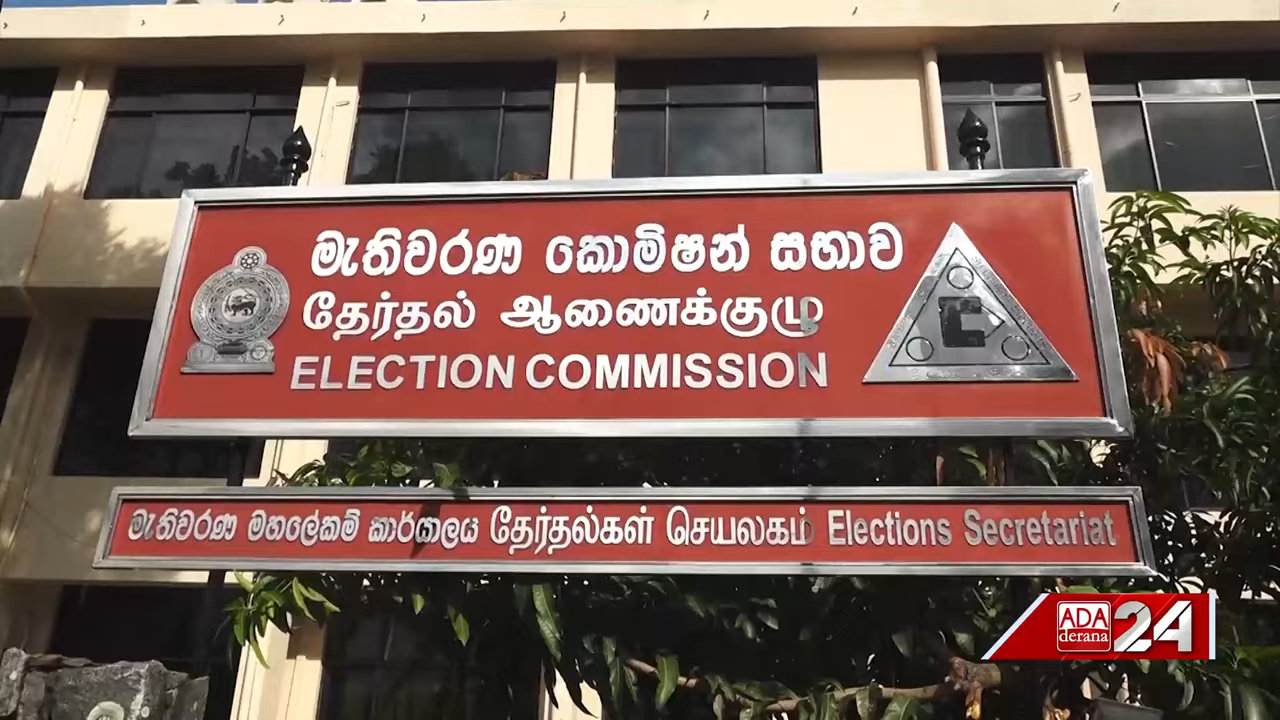 මැතිවරණ කොමිෂන් සභාව
தேர்தல் ஆணைக்குழு
ELECTION COMMISSION
මැතිවරණ මහලේකම් කාර්යාලය தேர்தல்கள் செயலகம் Elections Secretariat
ADA
derana
24